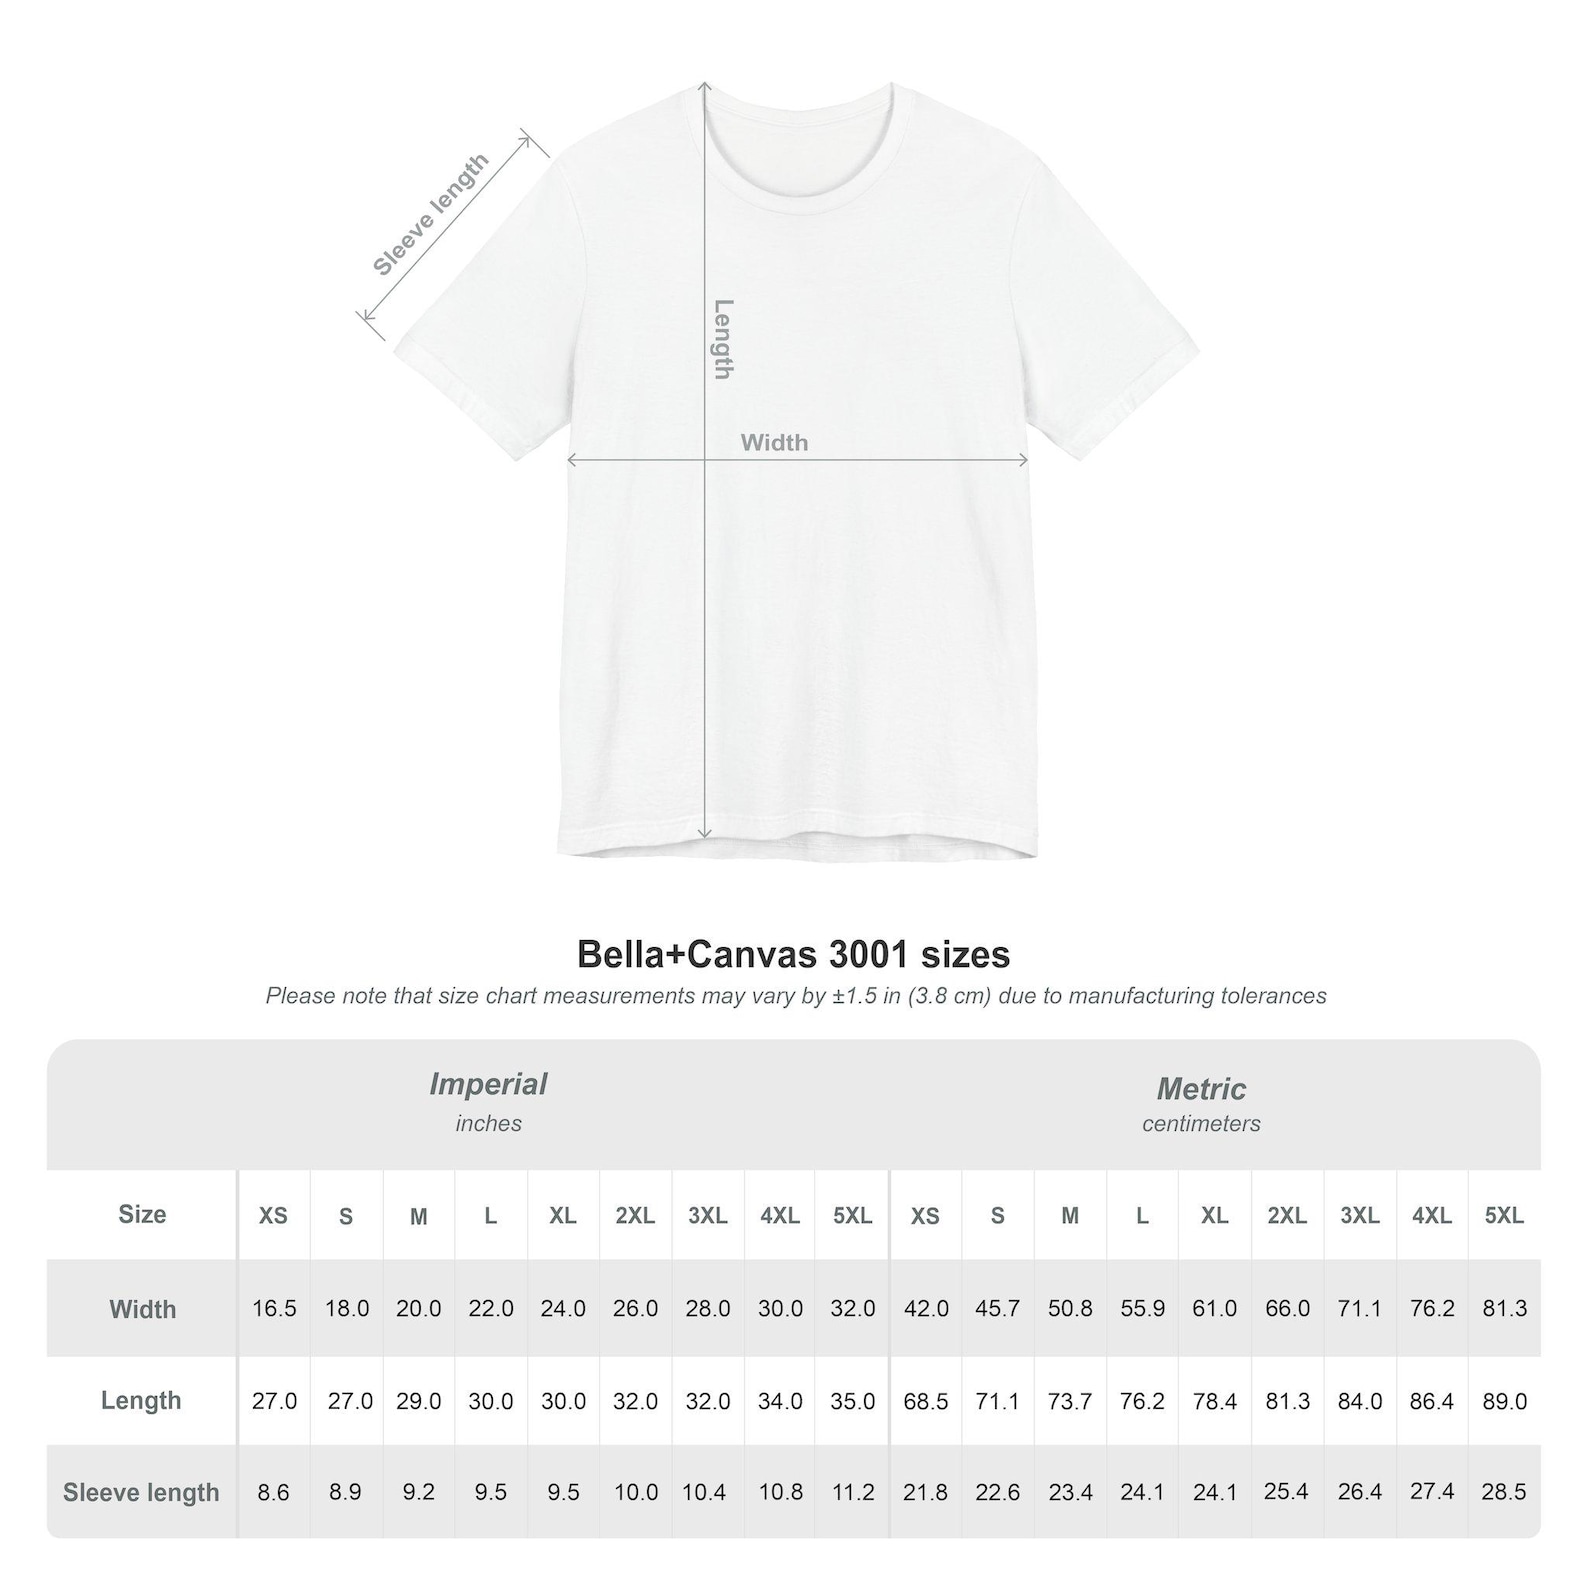 Sleeve length
Length
Width
Bella+Canvas 3001 sizes
Please note that size chart measurements may vary by ±1.5 in (3.8 cm) due to manufacturing tolerances
Imperial Metric
inches centimeters
Size XS S M L XL 2XL 3XL 4XL 5XL XS S M L XL 2XL 3XL 4XL 5XL
Width 16.5 18.0 20.0 22.0 24.0 26.0 28.0 30.0 32.0 42.0 45.7 50.8 55.9 61.0 66.0 71.1 76.2 81.3
Length 27.0 27.0 29.0 30.0 30.0 32.0 32.0 34.0 35.0 68.5 71.1 73.7 76.2 78.4 81.3 84.0 86.4 89.0
Sleeve length 8.6 8.9 9.2 9.5 9.5 10.0 10.4 10.8 11.2 21.8 22.6 23.4 24.1 24.1 25.4 26.4 27.4 28.5